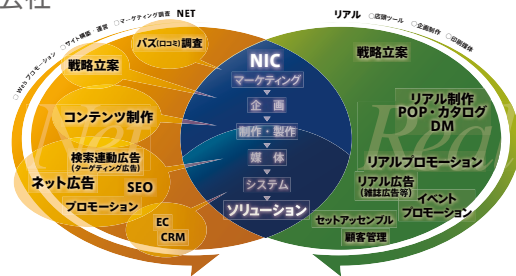 会社
○Webプロモーション ○サイト構築・運営 ○マーケティング調査 NET
リアル ○店頭ツール ○企画制作 ○印刷媒体
バズ(口コミ)調査
戦略立案
コンテンツ制作
検索連動広告
(ターゲティング広告)
ネット広告
SEO
プロモーション
EC
CRM
Net
NIC
マーケティング
企画
制作・製作
媒体
システム
ソリューション
戦略立案
Real
リアル制作
POP・カタログ
DM
リアルプロモーション
リアル広告
(雑誌広告等)
イベント
プロモーション
セットアッセンブル
顧客管理